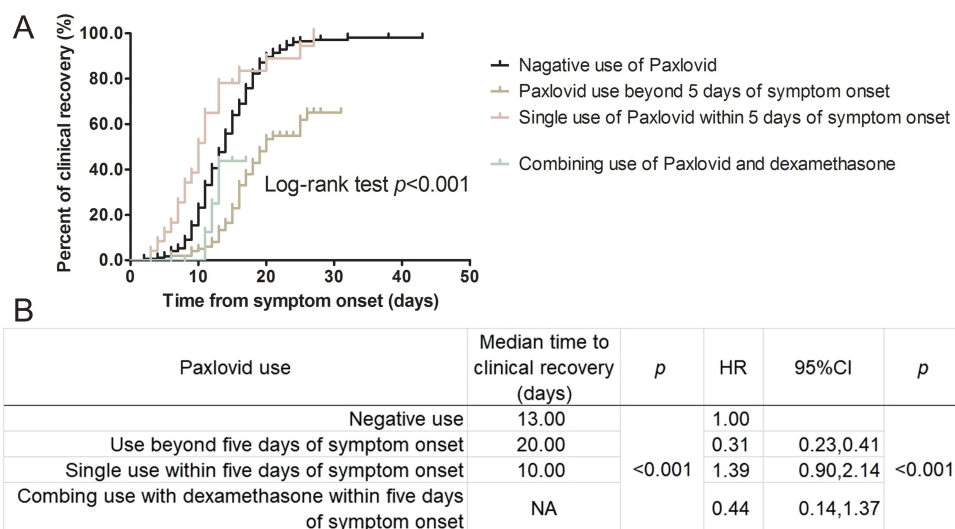 A
Percent of clinical recovery (%)
100.0
80.0
60.0
40.0
20.0
0.0
0
10
20
30
40
50
Time from symptom onset (days)
Log-rank test p<0.001
Nagative use of Paxlovid
Paxlovid use beyond 5 days of symptom onset
Single use of Paxlovid within 5 days of symptom onset
Combining use of Paxlovid and dexamethasone
B
Paxlovid use
Median time to
clinical recovery
(days)
p
HR
95%CI
p
Negative use 13.00 1.00
Use beyond five days of symptom onset 20.00 0.31 0.23,0.41
Single use within five days of symptom onset 10.00 <0.001 1.39 0.90,2.14 <0.001
Combing use with dexamethasone within five days
of symptom onset NA 0.44 0.14,1.37